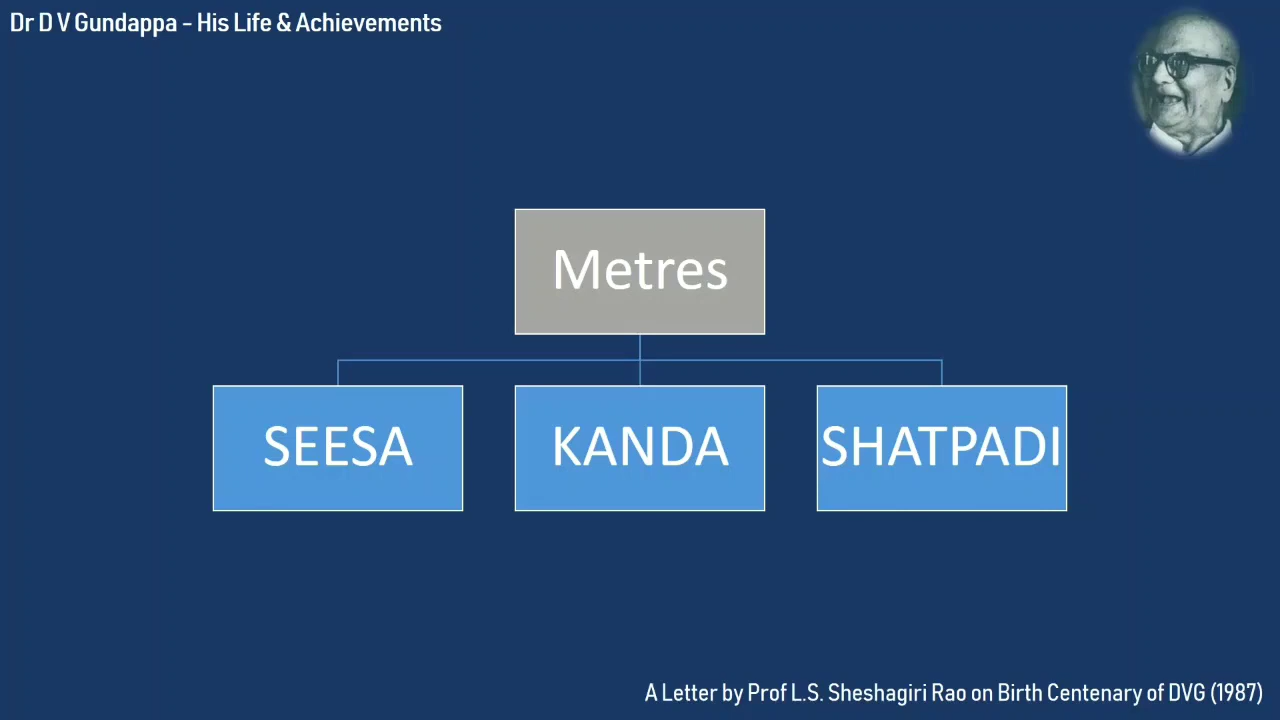 Dr D V Gundappa - His Life & Achievements
Metres
SEESA
KANDA
SHATPADI
A Letter by Prof L.S. Sheshagiri Rao on Birth Centenary of DVG (1987)